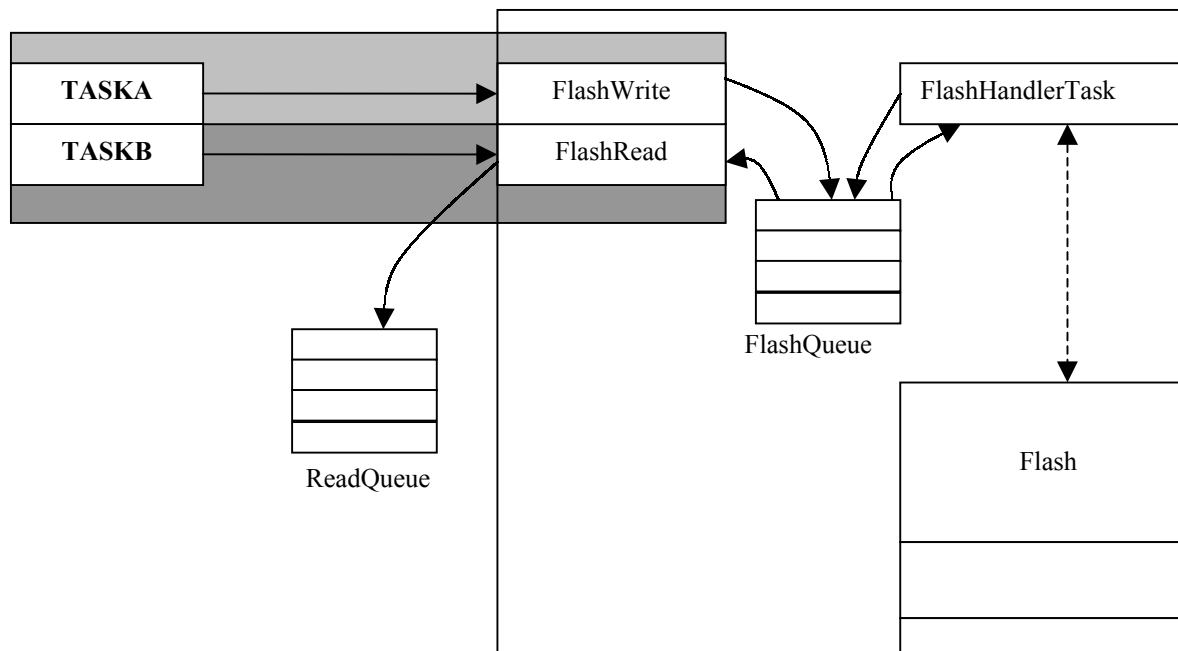 TASKA
FlashWrite
FlashHandlerTask
TASKB
FlashRead
FlashQueue
ReadQueue
Flash